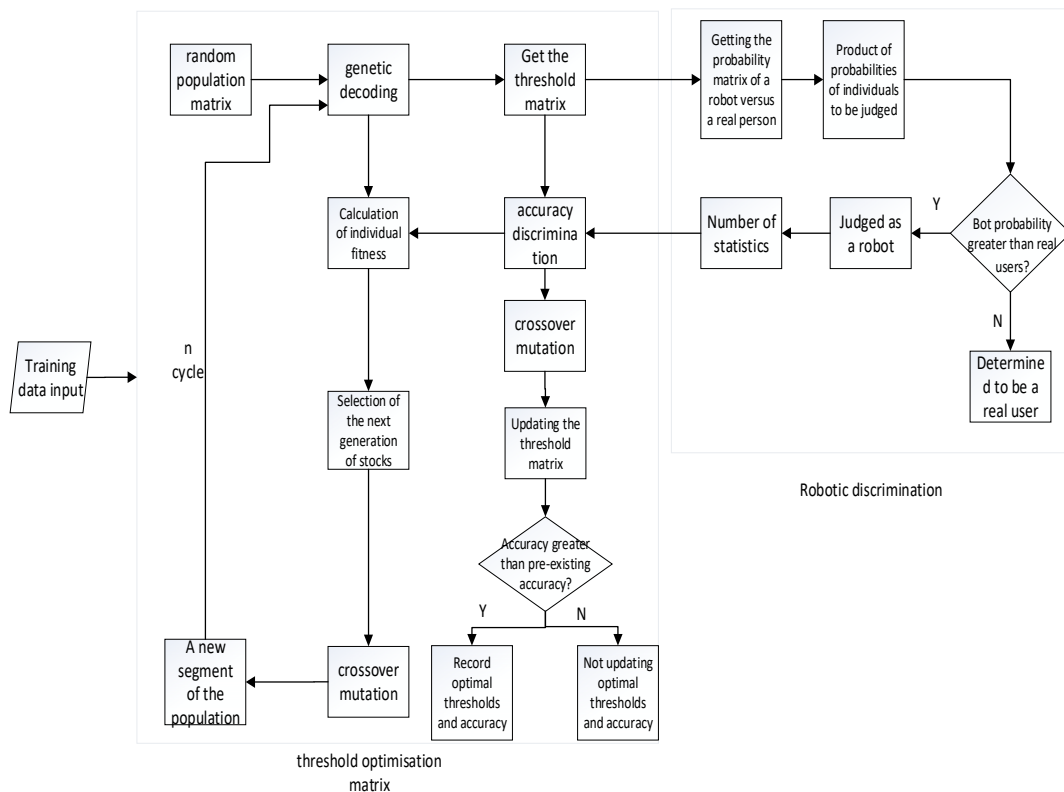 random
population
matrix
genetic
decoding
Get the
threshold
matrix
Getting the
probability
matrix of a
robot versus
a real person
Product of
probabilities
of individuals
to be judged
Calculation
of individual
fitness
accuracy
discrimina
tion
Number of
statistics
Judged as
a robot
Y
Bot probability
greater than real
users?
N
Determine
d to be a
real user
Robotic discrimination
crossover
mutation
Training
data input
n
cycle
Selection of
the next
generation
of stocks
Updating the
threshold
matrix
Accuracy greater
than pre-existing
accuracy?
Y
N
A new
segment
of the
population
crossover
mutation
Record
optimal
thresholds
and accuracy
Not updating
optimal
thresholds
and accuracy
threshold optimisation
matrix